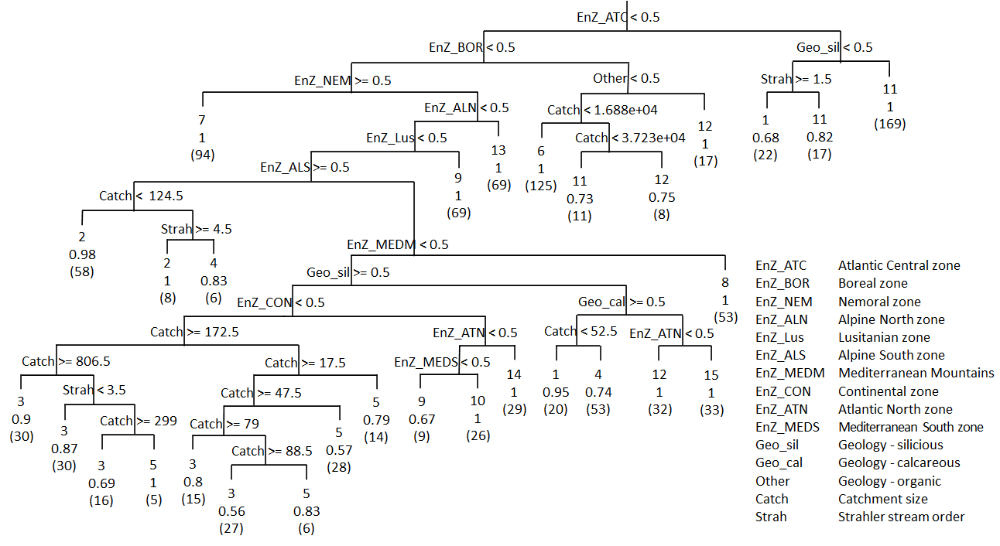 EnZ_ATC < 0.5
EnZ_BOR < 0.5
Geo_sil < 0.5
EnZ_NEM >= 0.5
Other < 0.5
Strah >= 1.5
11
1
(169)
EnZ_ALN < 0.5
Catch < 1.688e+04
7
1
(94)
1
0.68
(22)
11
0.82
(17)
EnZ_Lus < 0.5
13
1
(69)
6
1
(125)
Catch < 3.723e+04
12
1
(17)
EnZ_ALS >= 0.5
9
1
(69)
11
0.73
(11)
12
0.75
(8)
Catch < 124.5
2
0.98
(58)
Strah >= 4.5
2
1
(8)
4
0.83
(6)
EnZ_MEDM < 0.5
Geo_sil >= 0.5
8
1
(53)
EnZ_CON < 0.5
Geo_cal >= 0.5
Catch >= 172.5
EnZ_ATN < 0.5
Catch < 52.5
EnZ_ATN < 0.5
Catch >= 806.5
Catch >= 17.5
EnZ_MEDS < 0.5
14
1
(29)
1
0.95
(20)
4
0.74
(53)
12
1
(32)
15
1
(33)
3
0.9
(30)
Strah < 3.5
Catch >= 47.5
5
0.79
(14)
9
0.67
(9)
10
1
(26)
3
0.87
(30)
Catch >= 299
Catch >= 79
5
0.57
(28)
3
0.69
(16)
5
1
(5)
3
0.8
(15)
Catch >= 88.5
3
0.56
(27)
5
0.83
(6)
EnZ_ATC Atlantic Central zone
EnZ_BOR Boreal zone
EnZ_NEM Nemoral zone
EnZ_ALN Alpine North zone
EnZ_Lus Lusitanian zone
EnZ_ALS Alpine South zone
EnZ_MEDM Mediterranean Mountains
EnZ_CON Continental zone
EnZ_ATN Atlantic North zone
EnZ_MEDS Mediterranean South zone
Geo_sil Geology - silicious
Geo_cal Geology - calcareous
Other Geology - organic
Catch Catchment size
Strah Strahler stream order